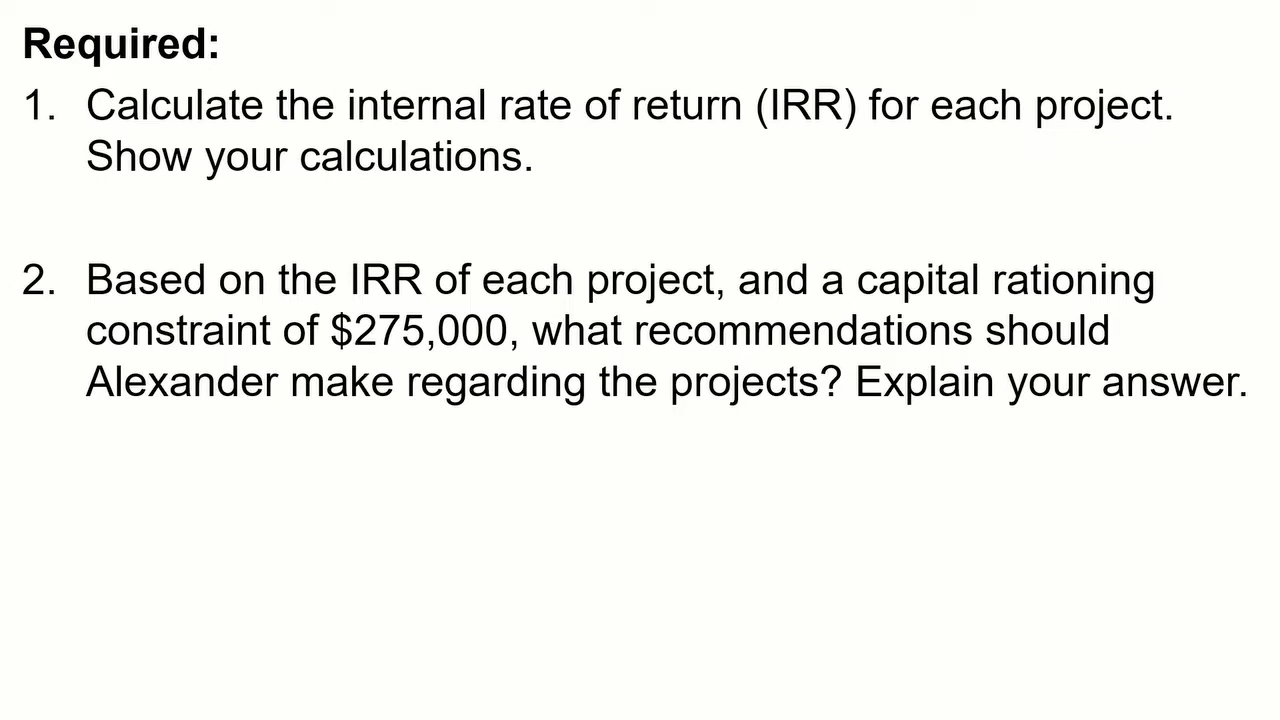 Required:
1. Calculate the internal rate of return (IRR) for each project.
Show your calculations.
2. Based on the IRR of each project, and a capital rationing
constraint of $275,000, what recommendations should
Alexander make regarding the projects? Explain your answer.